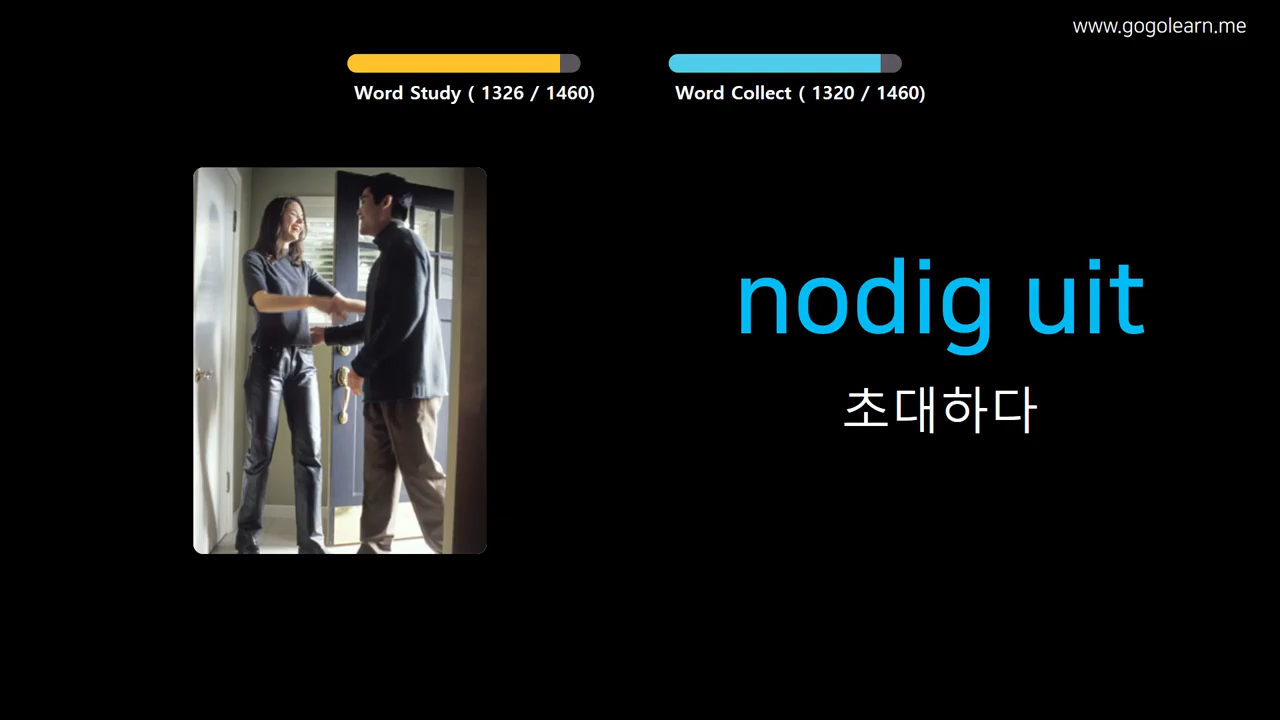 www.gogolearn.me
Word Study ( 1326 / 1460)
Word Collect ( 1320 / 1460)
nodig uit
초대하다